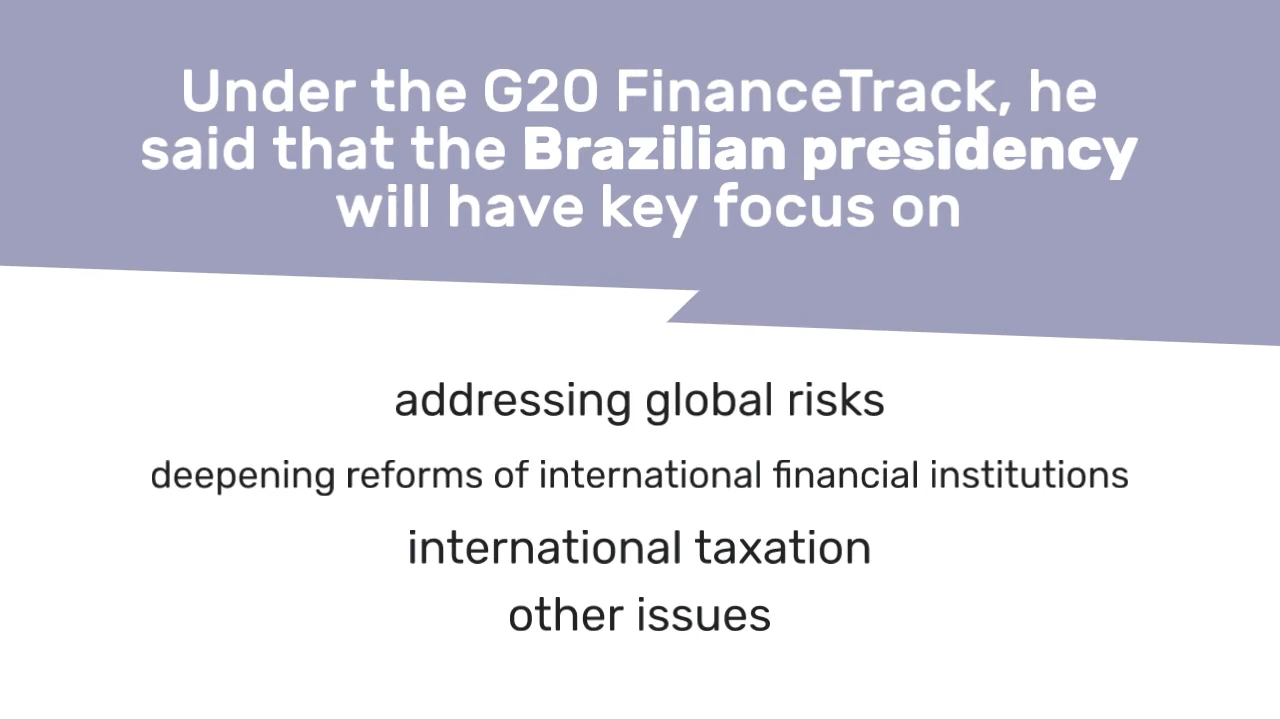 Under the G20 FinanceTrack, he
said that the Brazilian presidency
will have key focus on
addressing global risks
deepening reforms of international financial institutions
international taxation
other issues